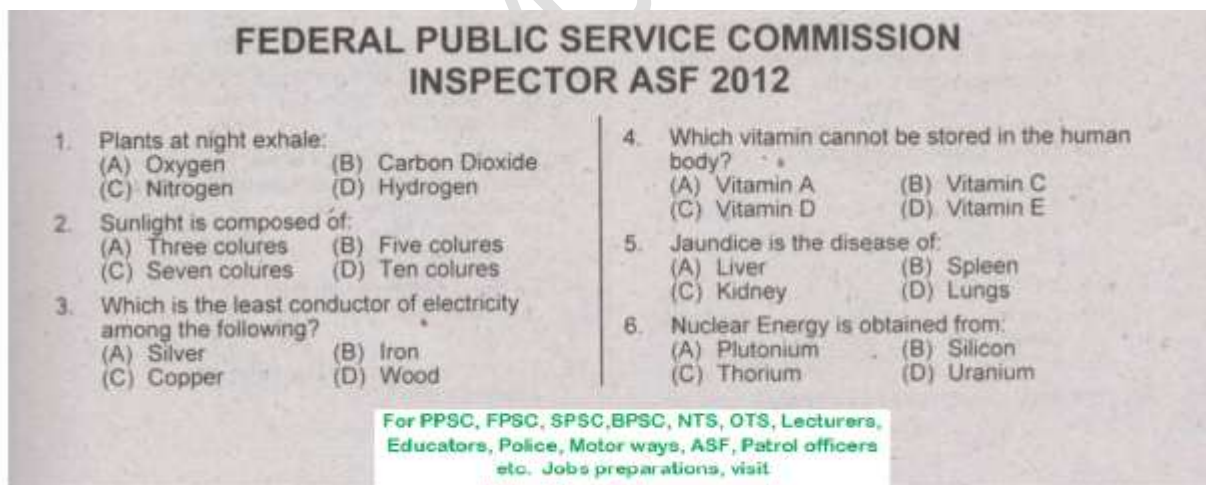 FEDERAL PUBLIC SERVICE COMMISSION
INSPECTOR ASF 2012
1. Plants at night exhale:
(A) Oxygen (B) Carbon Dioxide
(C) Nitrogen (D) Hydrogen
2. Sunlight is composed of:
(A) Three colures (B) Five colures
(C) Seven colures (D) Ten colures
3. Which is the least conductor of electricity
among the following?
(A) Silver (B) Iron
(C) Copper (D) Wood
4. Which vitamin cannot be stored in the human
body?
(A) Vitamin A (B) Vitamin C
(C) Vitamin D (D) Vitamin E
5. Jaundice is the disease of:
(A) Liver (B) Spleen
(C) Kidney (D) Lungs
6. Nuclear Energy is obtained from:
(A) Plutonium (B) Silicon
(C) Thorium (D) Uranium
For PPSC, FPSC, SPSC,BPSC, NTS, OTS, Lecturers,
Educators, Police, Motor ways, ASF, Patrol officers
etc. Jobs preparations, visit